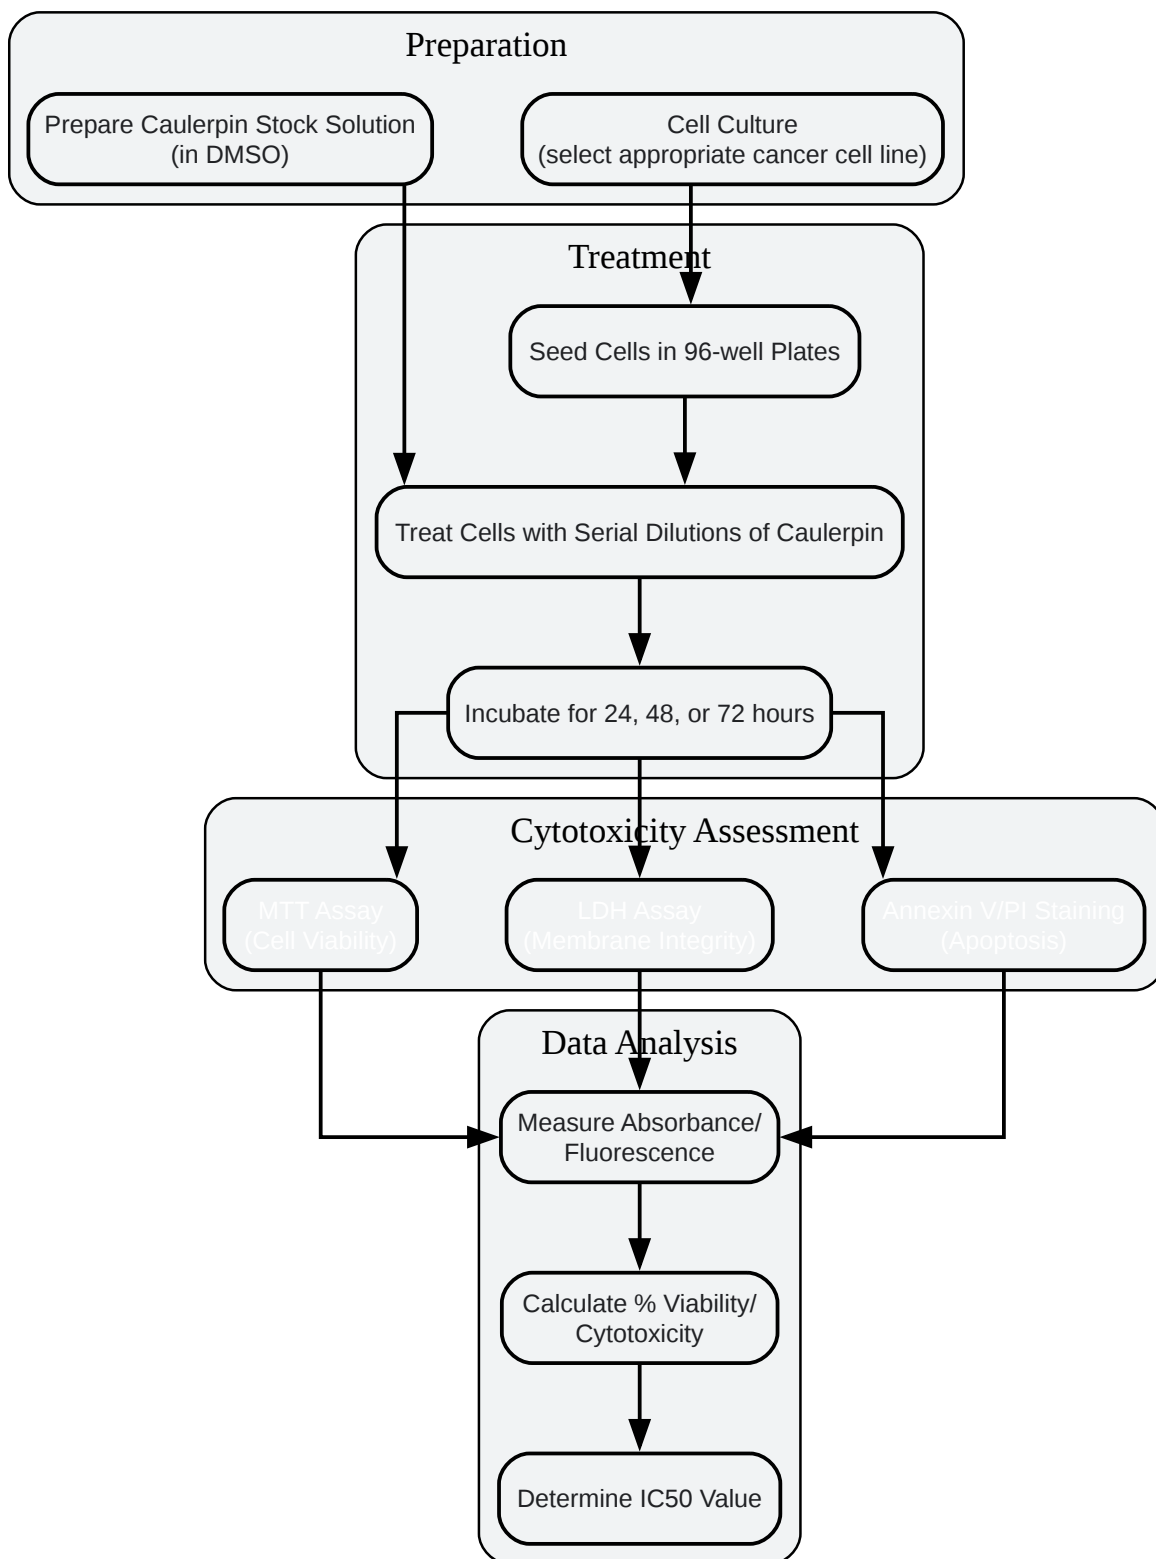 Preparation
Prepare Caulerpin Stock Solution
(in DMSO)
Cell Culture
(select appropriate cancer cell line)
Treatment
Seed Cells in 96-well Plates
Treat Cells with Serial Dilutions of Caulerpin
Incubate for 24, 48, or 72 hours
Cytotoxicity Assessment
MTT Assay
(Cell Viability)
LDH Assay
(Membrane Integrity)
Annexin V/PI Staining
(Apoptosis)
Data Analysis
Measure Absorbance/
Fluorescence
Calculate % Viability/
Cytotoxicity
Determine IC50 Value